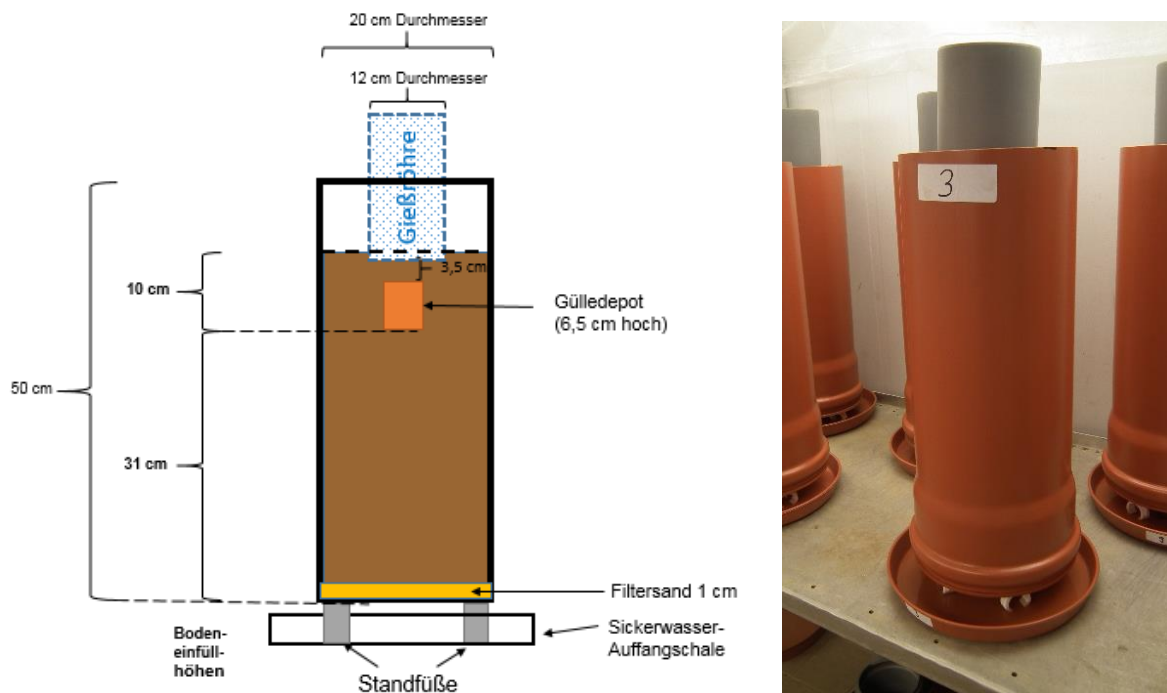 20 cm Durchmesser
12 cm Durchmesser
Gießröhre
3,5 cm
10 cm
Gülledepot
(6,5 cm hoch)
50 cm
31 cm
Filtersand 1 cm
Boden-
einfüll-
höhen
Sickerwasser-
Auffangschale
Standfüße
3